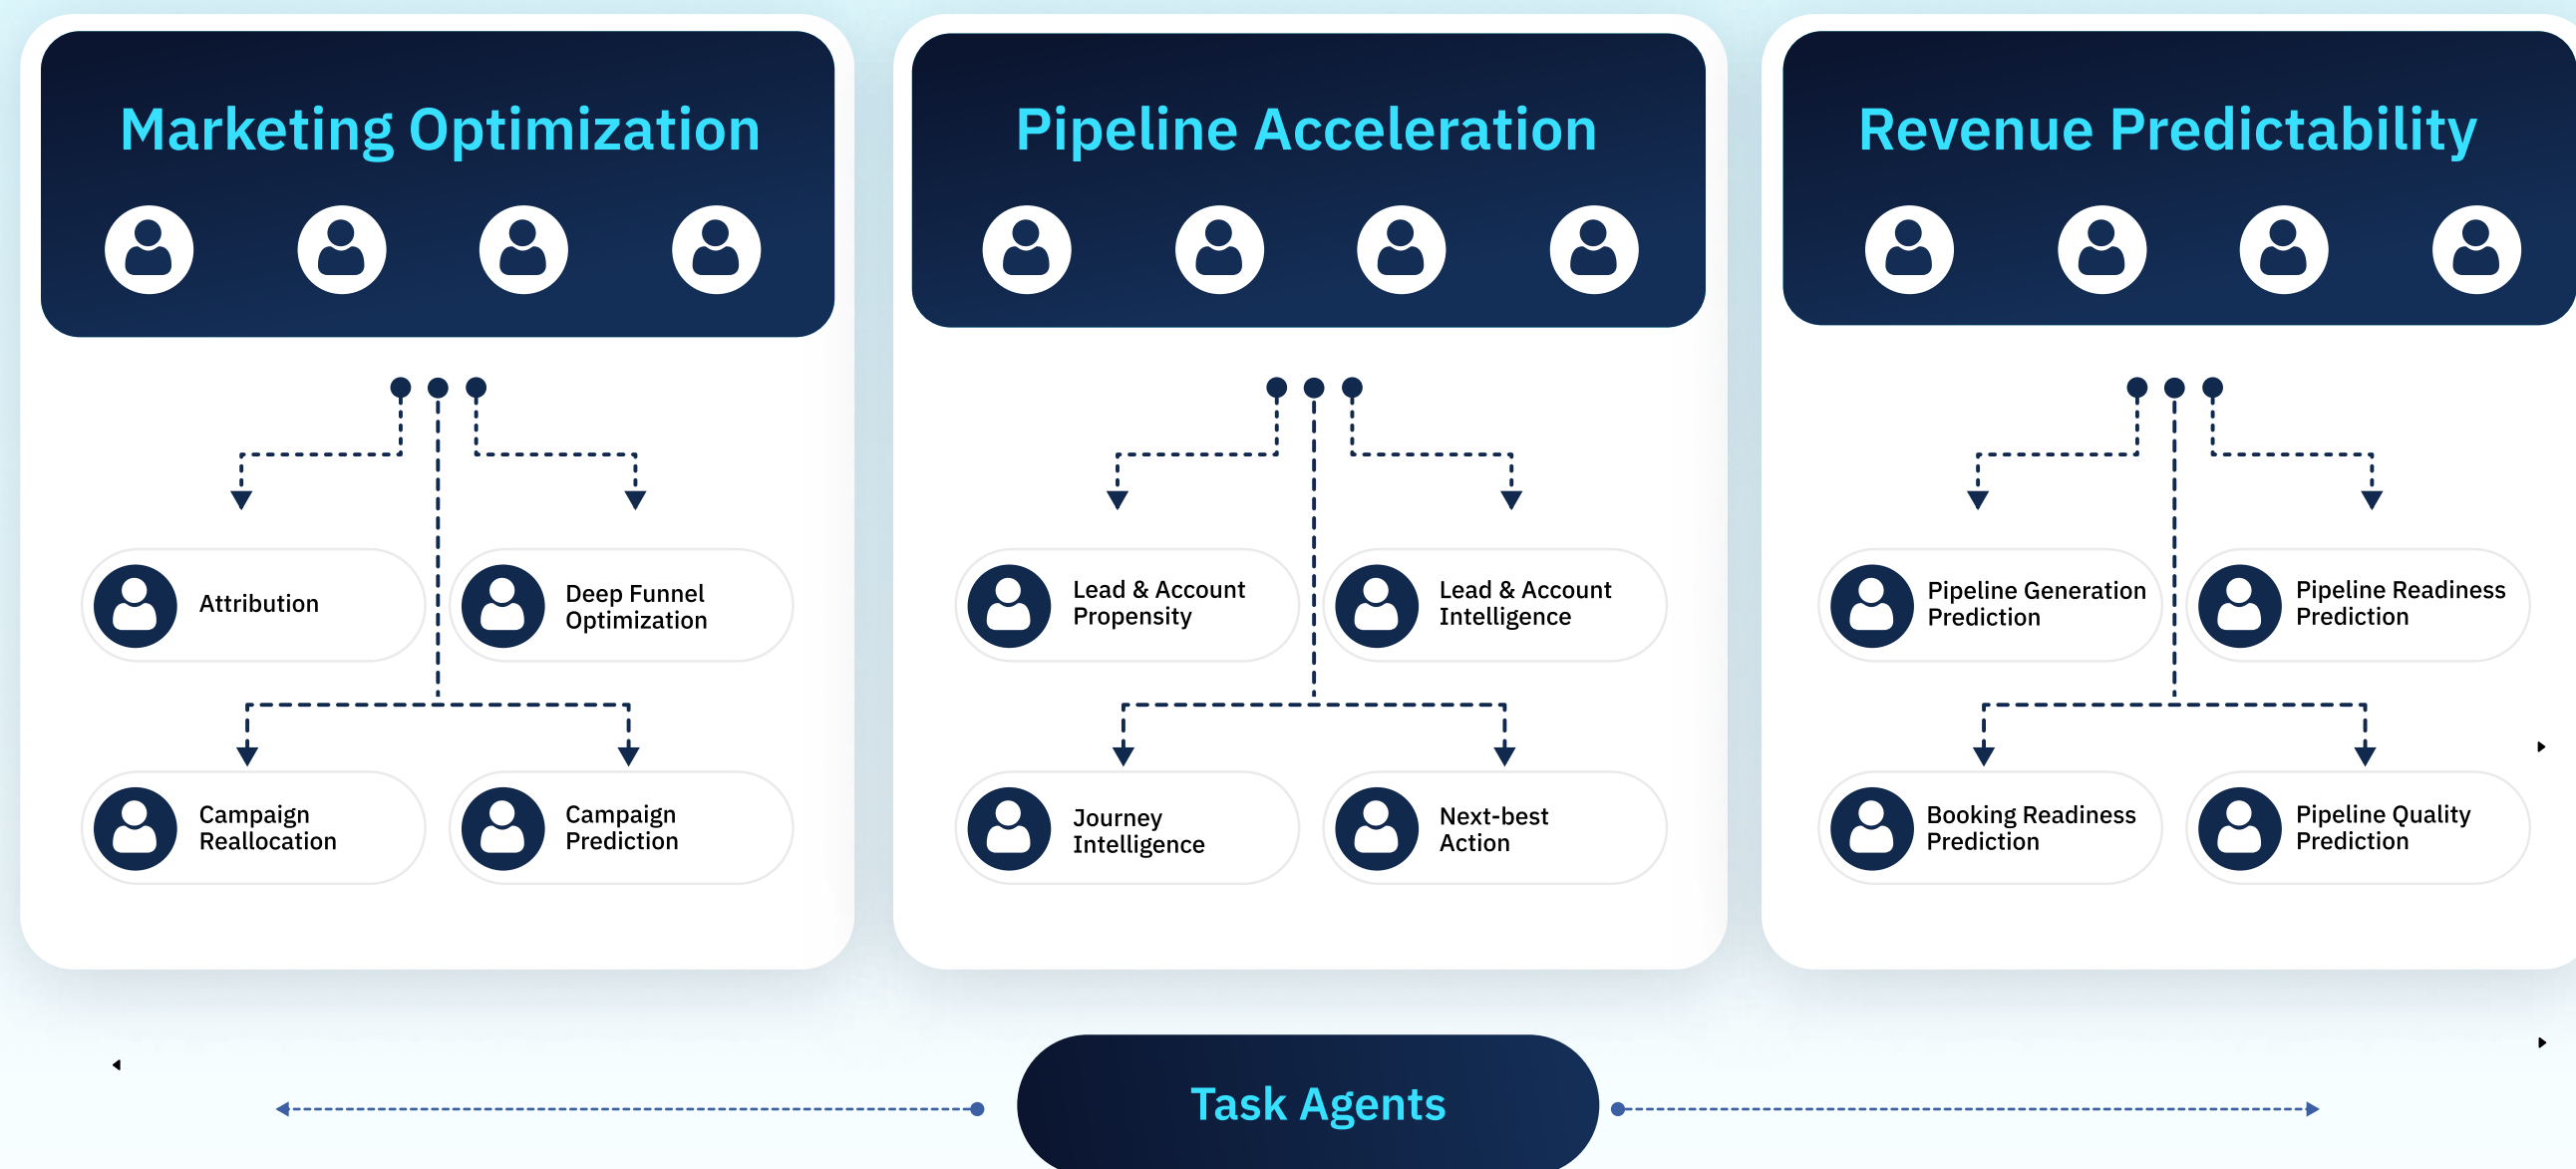 Marketing Optimization
Attribution
Deep Funnel
Optimization
Campaign
Reallocation
Campaign
Prediction
Pipeline Acceleration
Lead & Account
Propensity
Lead & Account
Intelligence
Journey
Intelligence
Next-best
Action
Revenue Predictability
Pipeline Generation
Prediction
Pipeline Readiness
Prediction
Booking Readiness
Prediction
Pipeline Quality
Prediction
Task Agents